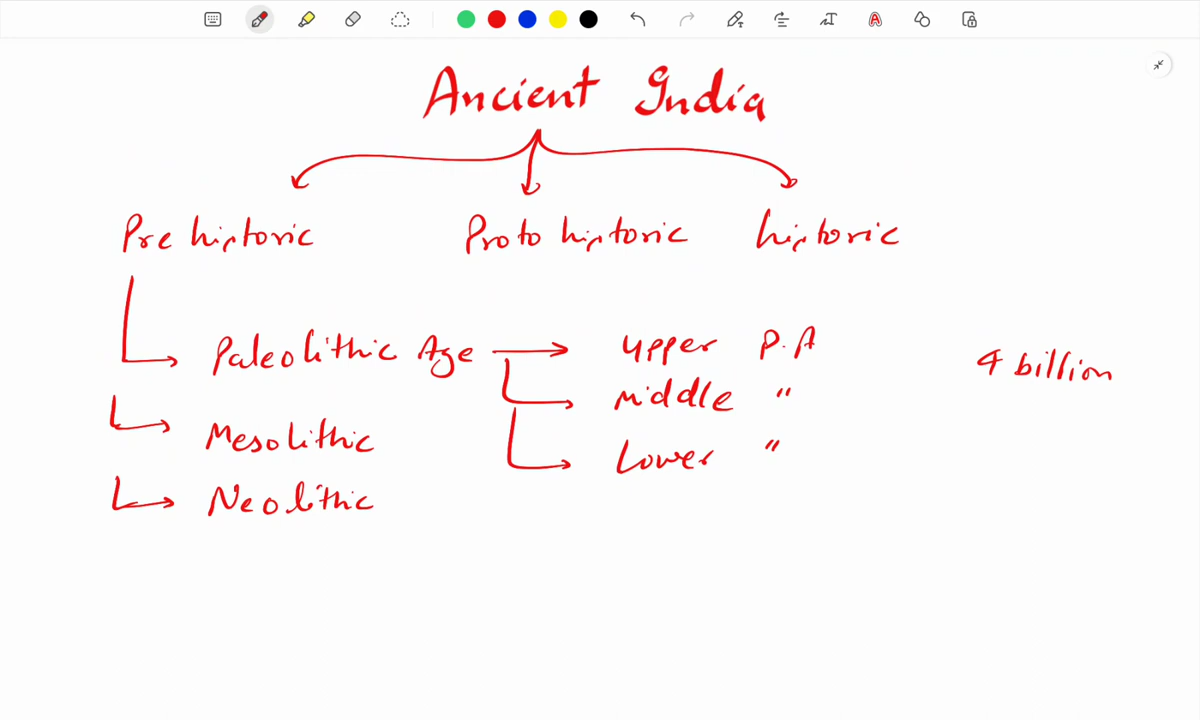 Ancient India
Pre historic Proto historic historic
Paleolithic Age upper P.A
4 billion
Middle "
Mesolithic
Lower "
Neolithic